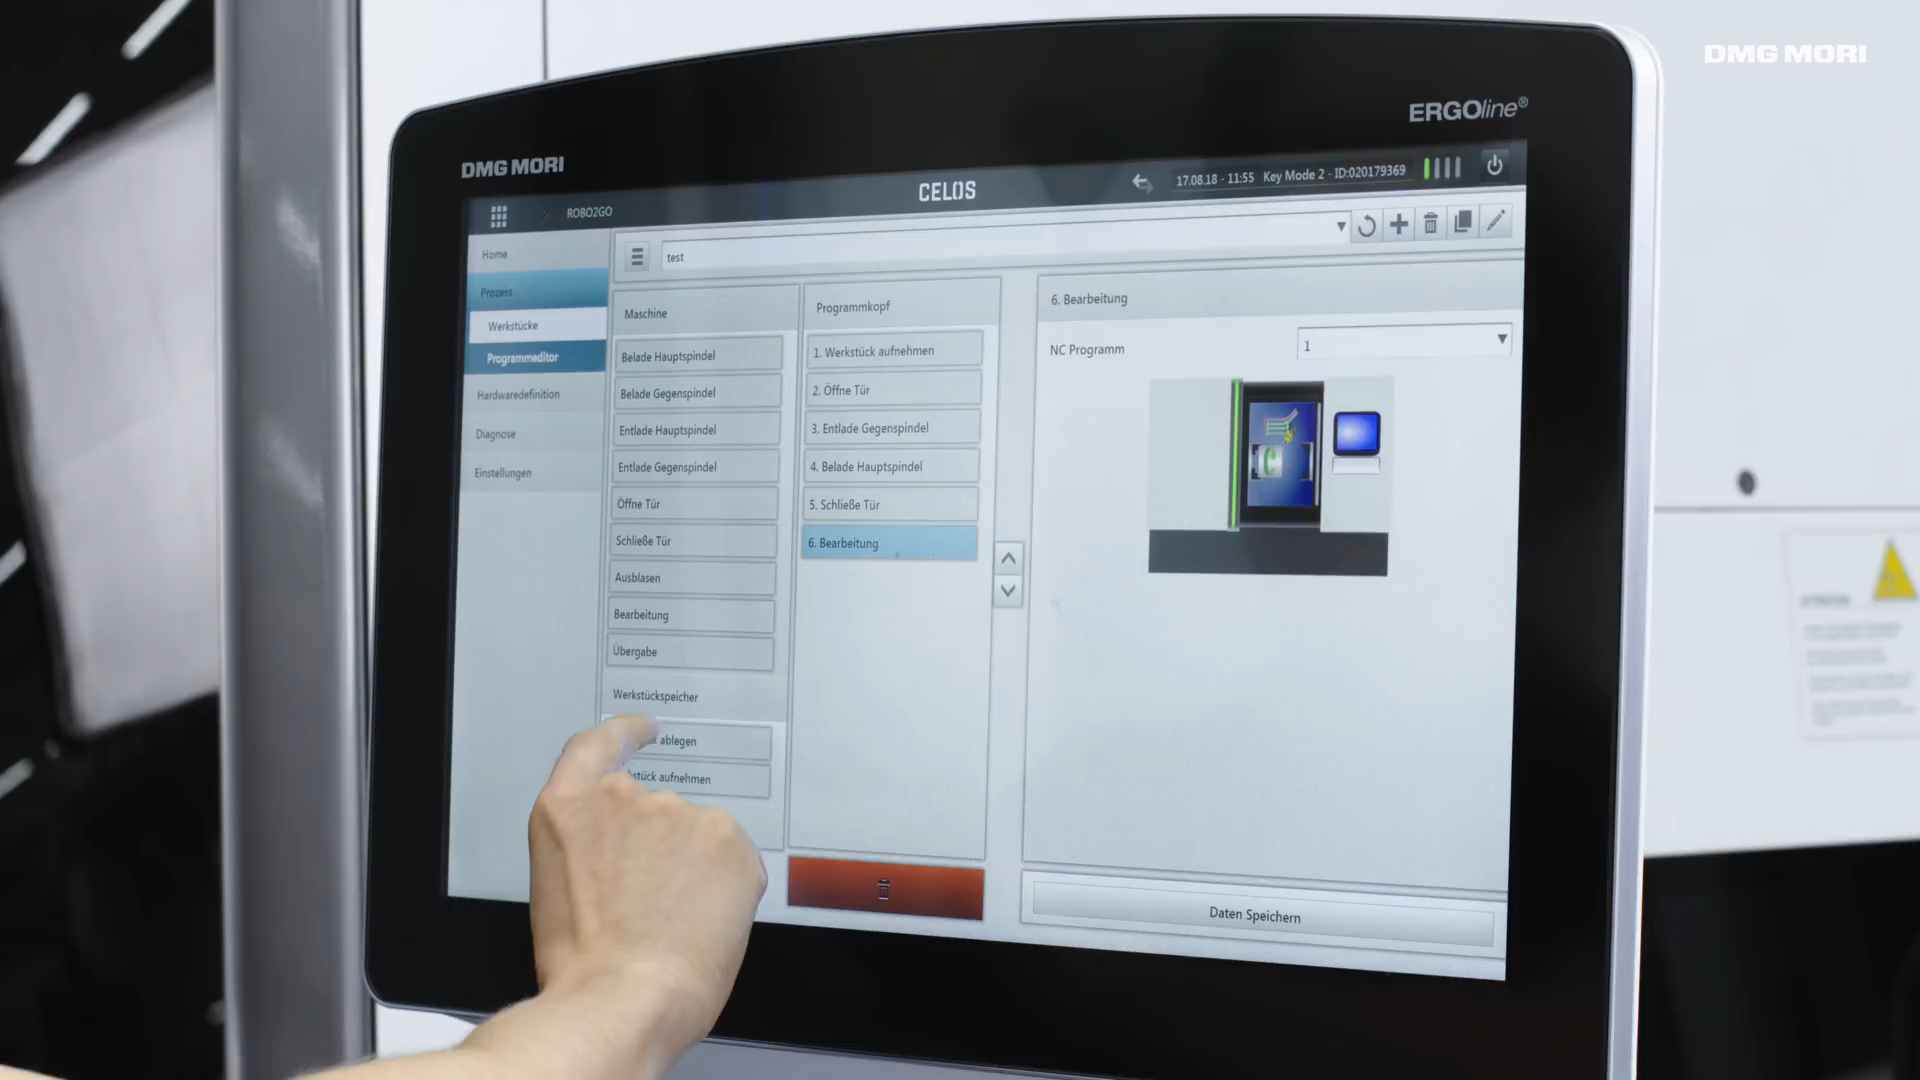 DMG MORI
ERGOline®
DMG MORI
CELOS
17.08.18 - 11:55 Key Mode 2 - ID:020179369
ROBO2GO
Home
Prozess
Werkstücke
Programmeditor
Hardwaredefinition
Diagnose
Einstellungen
test
Maschine
Belade Hauptspindel
Belade Gegenspindel
Entlade Hauptspindel
Entlade Gegenspindel
Öffne Tür
Schließe Tür
Ausblasen
Bearbeitung
Übergabe
Werkstückspeicher
ablegen
aufnehmen
Programmkopf
1. Werkstück aufnehmen
2. Öffne Tür
3. Entlade Gegenspindel
4. Belade Hauptspindel
5. Schließe Tür
6. Bearbeitung
6. Bearbeitung
NC Programm
1
Daten Speichern